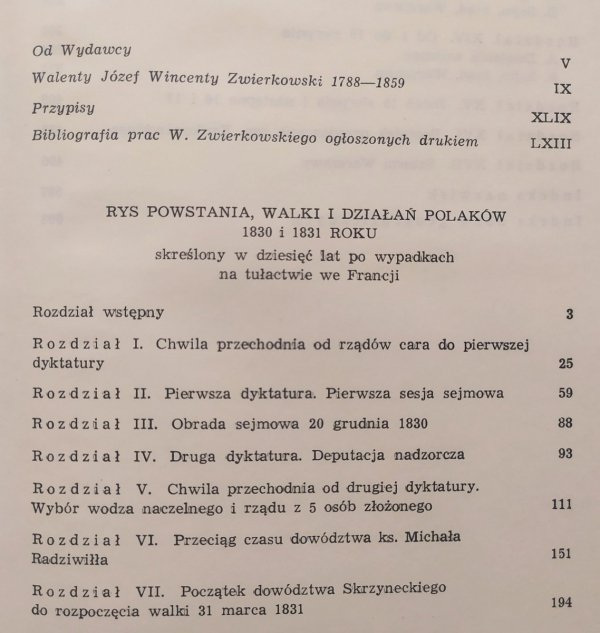 Od Wydawcy V
Walenty Józef Wincenty Zwierkowski 1788—1859 IX
Przypisy XLIX
Bibliografia prac W. Zwierkowskiego ogłoszonych drukiem LXIII
RYS POWSTANIA, WALKI I DZIAŁAŃ POLAKÓW
1830 i 1831 ROKU
skreślony w dziesięć lat po wypadkach
na tułactwie we Francji
Rozdział wstępny 3
Rozdział I. Chwila przechodnia od rządów cara do pierwszej
dyktatury 25
Rozdział II. Pierwsza dyktatura. Pierwsza sesja sejmowa 59
Rozdział III. Obrada sejmowa 20 grudnia 1830 88
Rozdział IV. Druga dyktatura. Deputacja nadzorcza 93
Rozdział V. Chwila przechodnia od drugiej dyktatury.
Wybór wodza naczelnego i rządu z 5 osób złożonego 111
Rozdział VI. Przeciąg czasu dowództwa ks. Michała
Radziwiłła 151
Rozdział VII. Początek dowództwa Skrzyneckiego
do rozpoczęcia walki 31 marca 1831 194